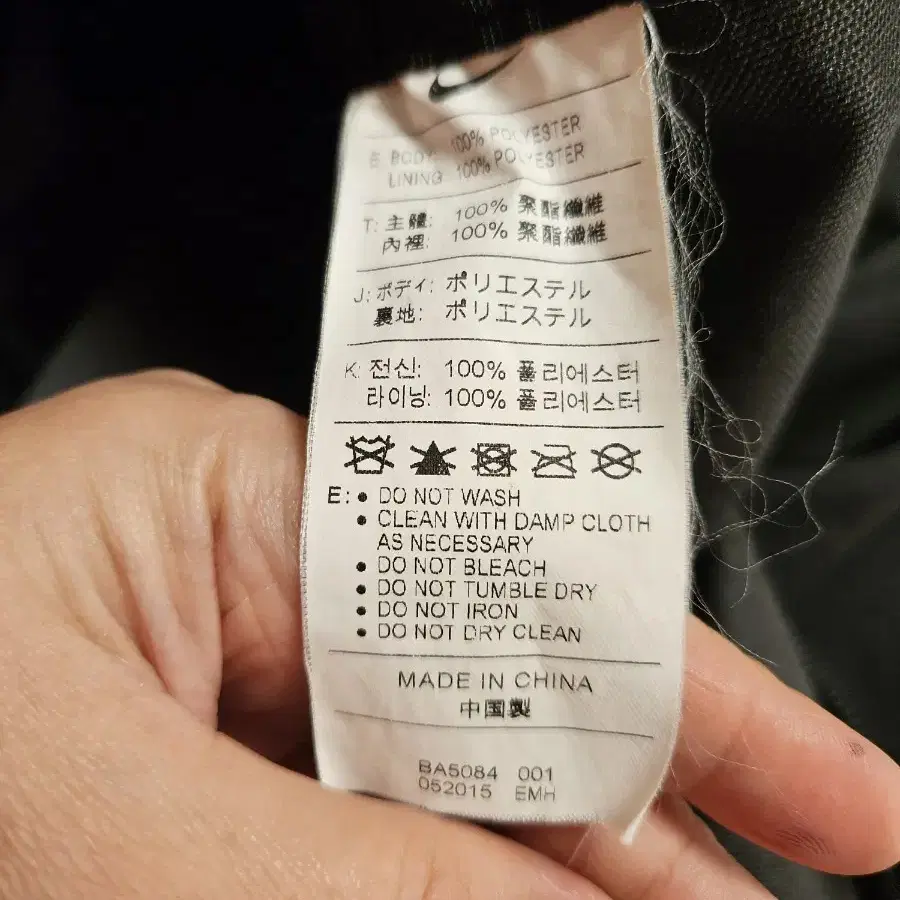 E BODY: 100% POLYESTER
LINING: 100% POLYESTER
T: 主體: 100% 聚酯纖維
內裡: 100% 聚酯纖維
J: ボディ: ポリエステル
裏地: ポリエステル
K: 전신: 100% 폴리에스터
라이닝: 100% 폴리에스터
E: • DO NOT WASH
• CLEAN WITH DAMP CLOTH
AS NECESSARY
• DO NOT BLEACH
• DO NOT TUMBLE DRY
• DO NOT IRON
• DO NOT DRY CLEAN
MADE IN CHINA
中国製
BA5084 001
052015 EMH